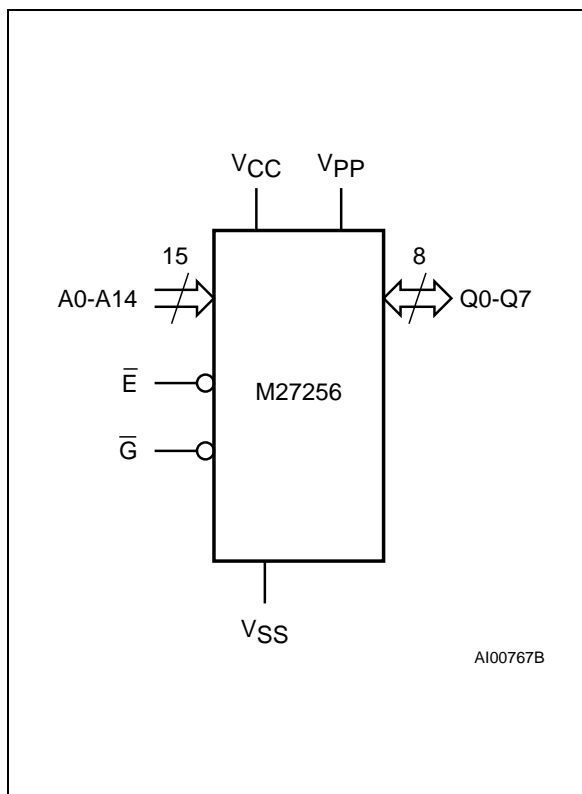 VCC VPP
15 8
A0-A14 Q0-Q7
E̅
M27256
G̅
VSS
AI00767B